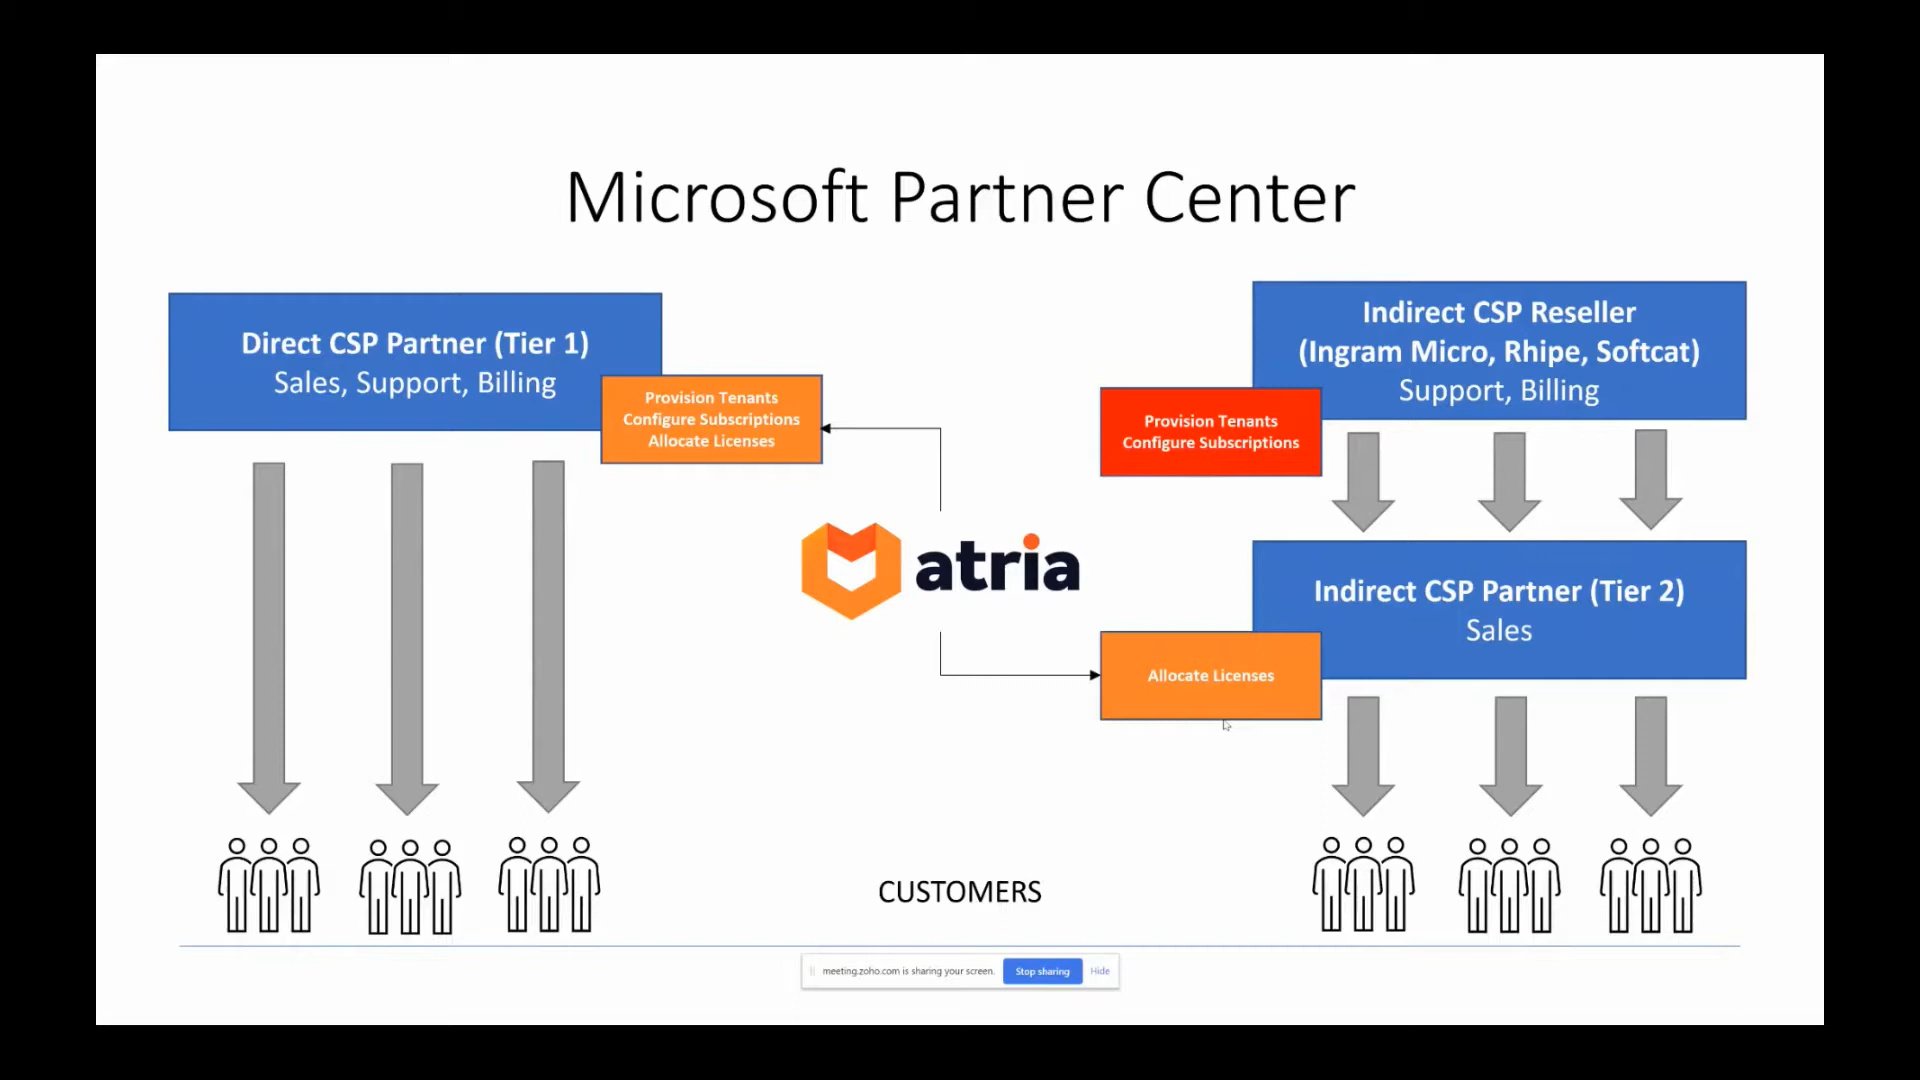 Microsoft Partner Center
Direct CSP Partner (Tier 1)
Sales, Support, Billing
Provision Tenants
Configure Subscriptions
Allocate Licenses
Indirect CSP Reseller
(Ingram Micro, Rhipe, Softcat)
Support, Billing
Provision Tenants
Configure Subscriptions
atria
Indirect CSP Partner (Tier 2)
Sales
Allocate Licenses
CUSTOMERS
meeting.zoho.com is sharing your screen.
Stop sharing
Hide